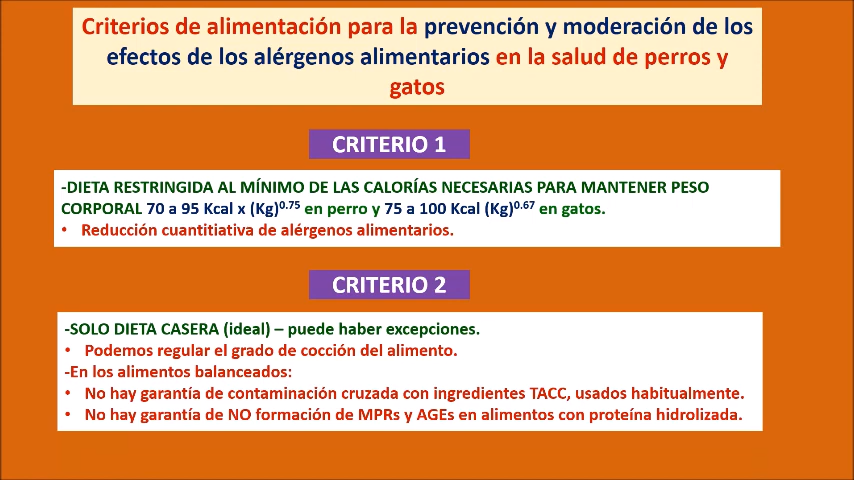 Criterios de alimentación para la prevención y moderación de los
efectos de los alérgenos alimentarios en la salud de perros y
gatos
CRITERIO 1
-DIETA RESTRINGIDA AL MÍNIMO DE LAS CALORÍAS NECESARIAS PARA MANTENER PESO
CORPORAL 70 a 95 Kcal x (Kg)^0.75 en perro y 75 a 100 Kcal (Kg)^0.67 en gatos.
• Reducción cuantitiativa de alérgenos alimentarios.
CRITERIO 2
-SOLO DIETA CASERA (ideal) – puede haber excepciones.
• Podemos regular el grado de cocción del alimento.
-En los alimentos balanceados:
• No hay garantía de contaminación cruzada con ingredientes TACC, usados habitualmente.
• No hay garantía de NO formación de MPRs y AGEs en alimentos con proteína hidrolizada.